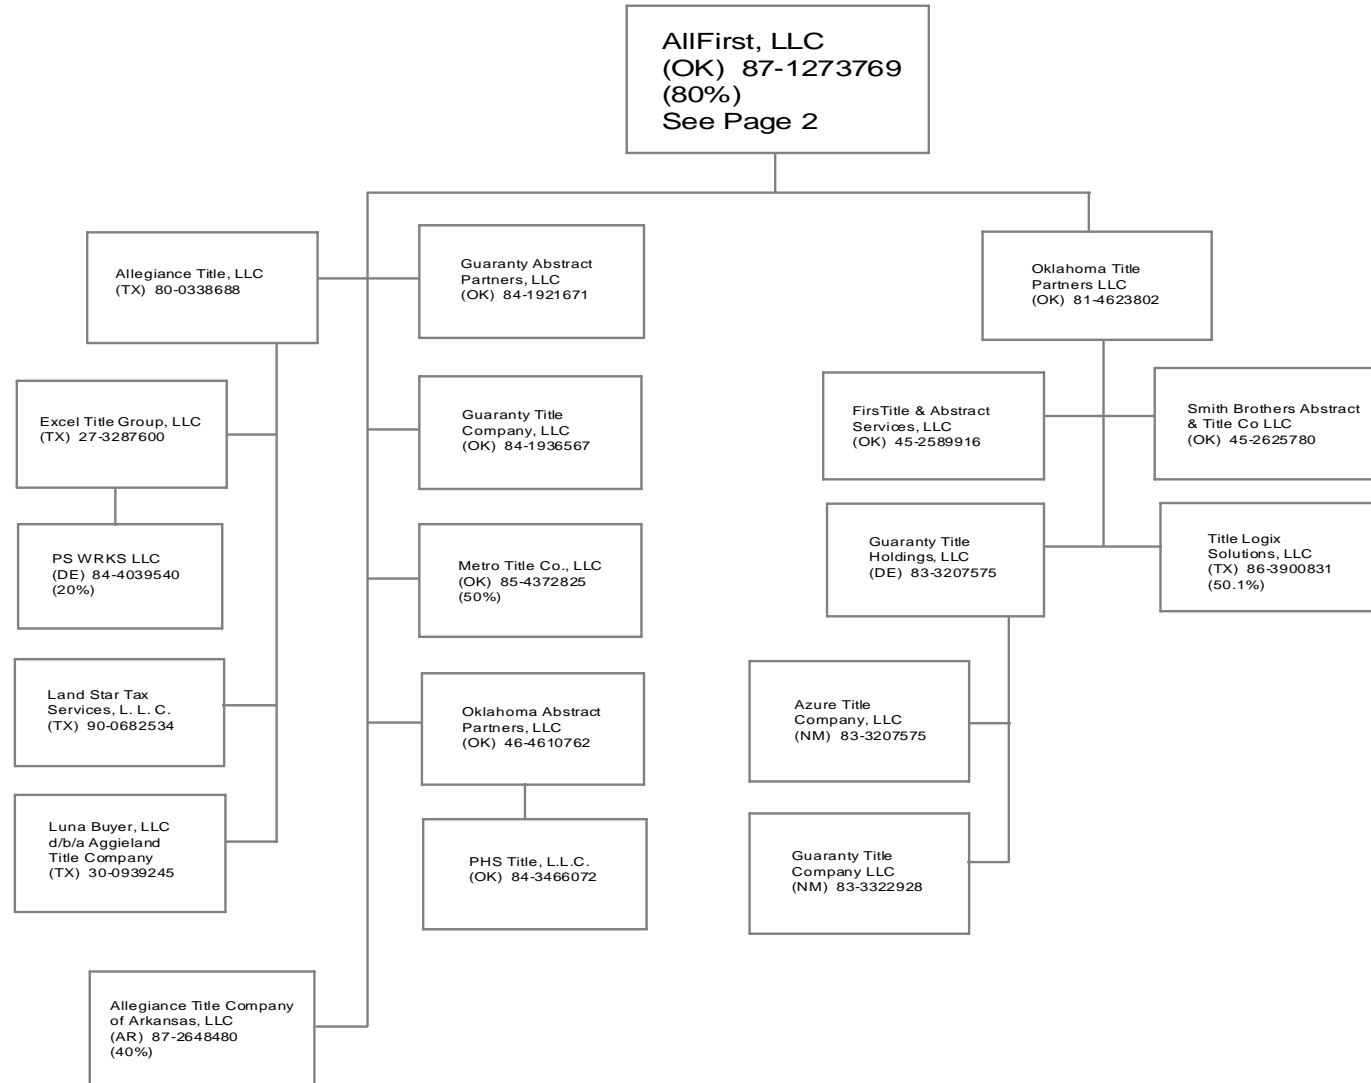 AllFirst, LLC
(OK) 87-1273769
(80%)
See Page 2
Allegiance Title, LLC
(TX) 80-0338688
Guaranty Abstract
Partners, LLC
(OK) 84-1921671
Oklahoma Title
Partners LLC
(OK) 81-4623802
Excel Title Group, LLC
(TX) 27-3287600
Guaranty Title
Company, LLC
(OK) 84-1936567
FirsTitle & Abstract
Services, LLC
(OK) 45-2589916
Smith Brothers Abstract
& Title Co LLC
(OK) 45-2625780
PS WRKS LLC
(DE) 84-4039540
(20%)
Metro Title Co., LLC
(OK) 85-4372825
(50%)
Guaranty Title
Holdings, LLC
(DE) 83-3207575
Title Logix
Solutions, LLC
(TX) 86-3900831
(50.1%)
Land Star Tax
Services, L. L. C.
(TX) 90-0682534
Oklahoma Abstract
Partners, LLC
(OK) 46-4610762
Azure Title
Company, LLC
(NM) 83-3207575
Luna Buyer, LLC
d/b/a Aggieland
Title Company
(TX) 30-0939245
PHS Title, L.L.C.
(OK) 84-3466072
Guaranty Title
Company LLC
(NM) 83-3322928
Allegiance Title Company
of Arkansas, LLC
(AR) 87-2648480
(40%)